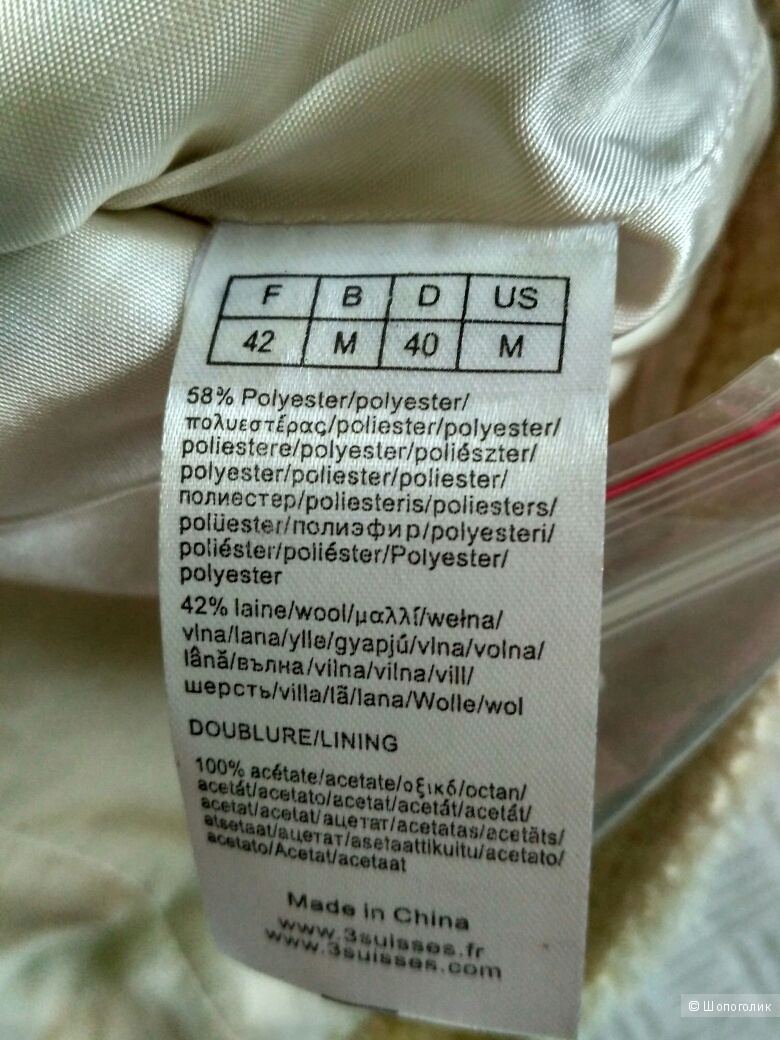 F B D US
42 M 40 M
58% Polyester/polyester/
πολυεστέρας/poliester/polyester/
poliestere/polyester/poliészter/
polyester/poliester/poliester/
полиестер/poliesteris/poliesters/
polüester/полиэфир/polyesteri/
poliéster/poliéster/Polyester/
polyester
42% laine/wool/μαλλί/wełna/
vlna/lana/ylle/gyapjú/vlna/volna/
lână/вълна/vilna/vilna/vill/
шерсть/villa/lã/lana/Wolle/wol
DOUBLURE/LINING
100% acétate/acetate/οξικό/octan/
acetát/acetato/acetat/acetát/acetát/
acetat/acetat/ацетат/acetatas/acetāts/
atsetaat/ацетат/asetaattikuitu/acetato/
acetato/Acetat/acetaat
Made in China
www.3suisses.fr
www.3suisses.com
© Шопоголик